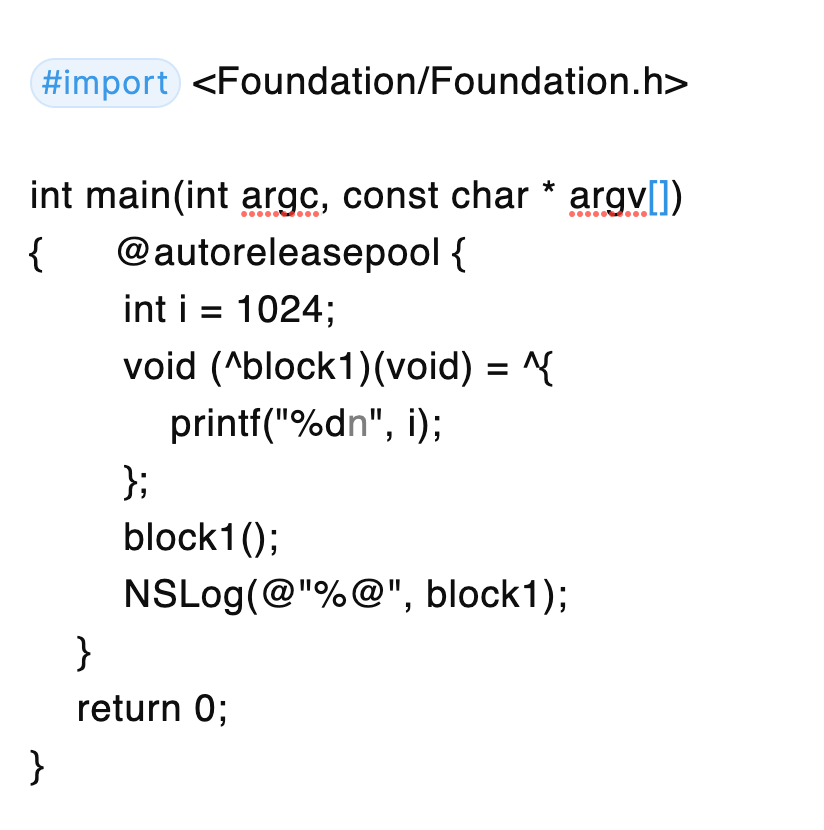 #import <Foundation/Foundation.h>
int main(int argc, const char * argv[])
{ @autoreleasepool {
int i = 1024;
void (^block1)(void) = ^{
printf("%dn", i);
};
block1();
NSLog(@"%@", block1);
}
return 0;
}